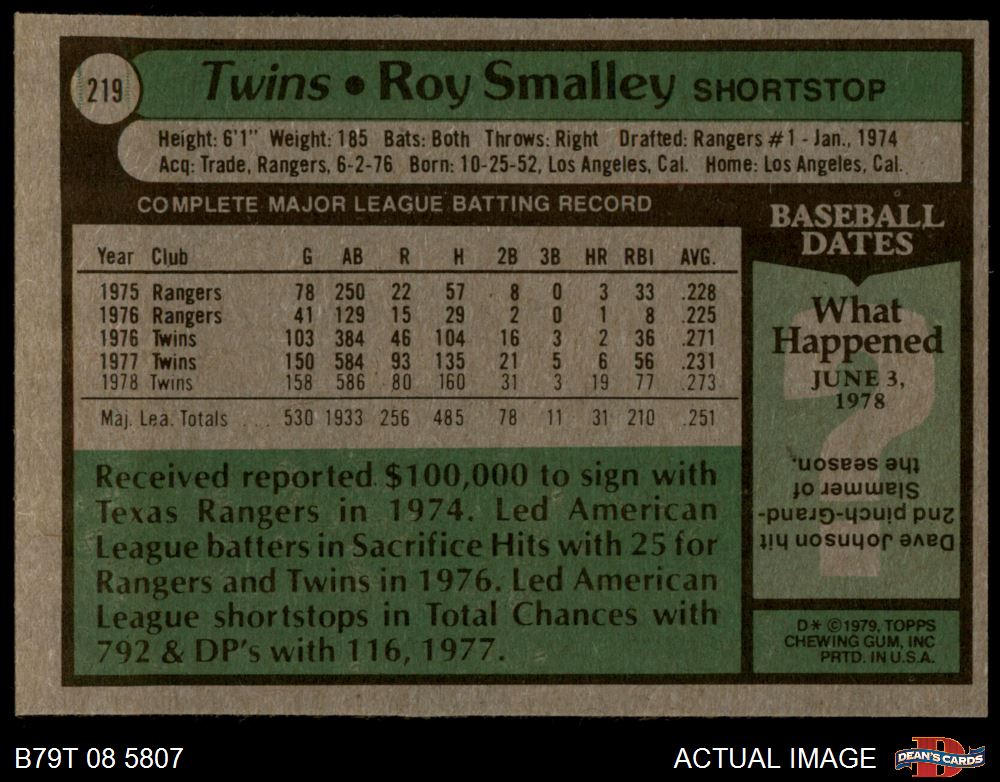 219
Twins • Roy Smalley SHORTSTOP
Height: 6'1" Weight: 185 Bats: Both Throws: Right Drafted: Rangers #1 - Jan., 1974
Acq: Trade, Rangers, 6-2-76 Born: 10-25-52, Los Angeles, Cal. Home: Los Angeles, Cal.
COMPLETE MAJOR LEAGUE BATTING RECORD
Year Club G AB R H 2B 3B HR RBI AVG.
1975 Rangers 78 250 22 57 8 0 3 33 .228
1976 Rangers 41 129 15 29 2 0 1 8 .225
1976 Twins 103 384 46 104 16 3 2 36 .271
1977 Twins 150 584 93 135 21 5 6 56 .231
1978 Twins 158 586 80 160 31 3 19 77 .273
Maj. Lea. Totals ... 530 1933 256 485 78 11 31 210 .251
Received reported $100,000 to sign with
Texas Rangers in 1974. Led American
League batters in Sacrifice Hits with 25 for
Rangers and Twins in 1976. Led American
League shortstops in Total Chances with
792 & DP's with 116, 1977.
BASEBALL
DATES
What
Happened
JUNE 3,
1978
?
Dave Johnson hit
2nd pinch-Grand-
Slammer of
the season.
D* ©1979, TOPPS
CHEWING GUM, INC
PRTD. IN U.S.A.
B79T 08 5807
ACTUAL IMAGE
D
DEAN'S CARDS